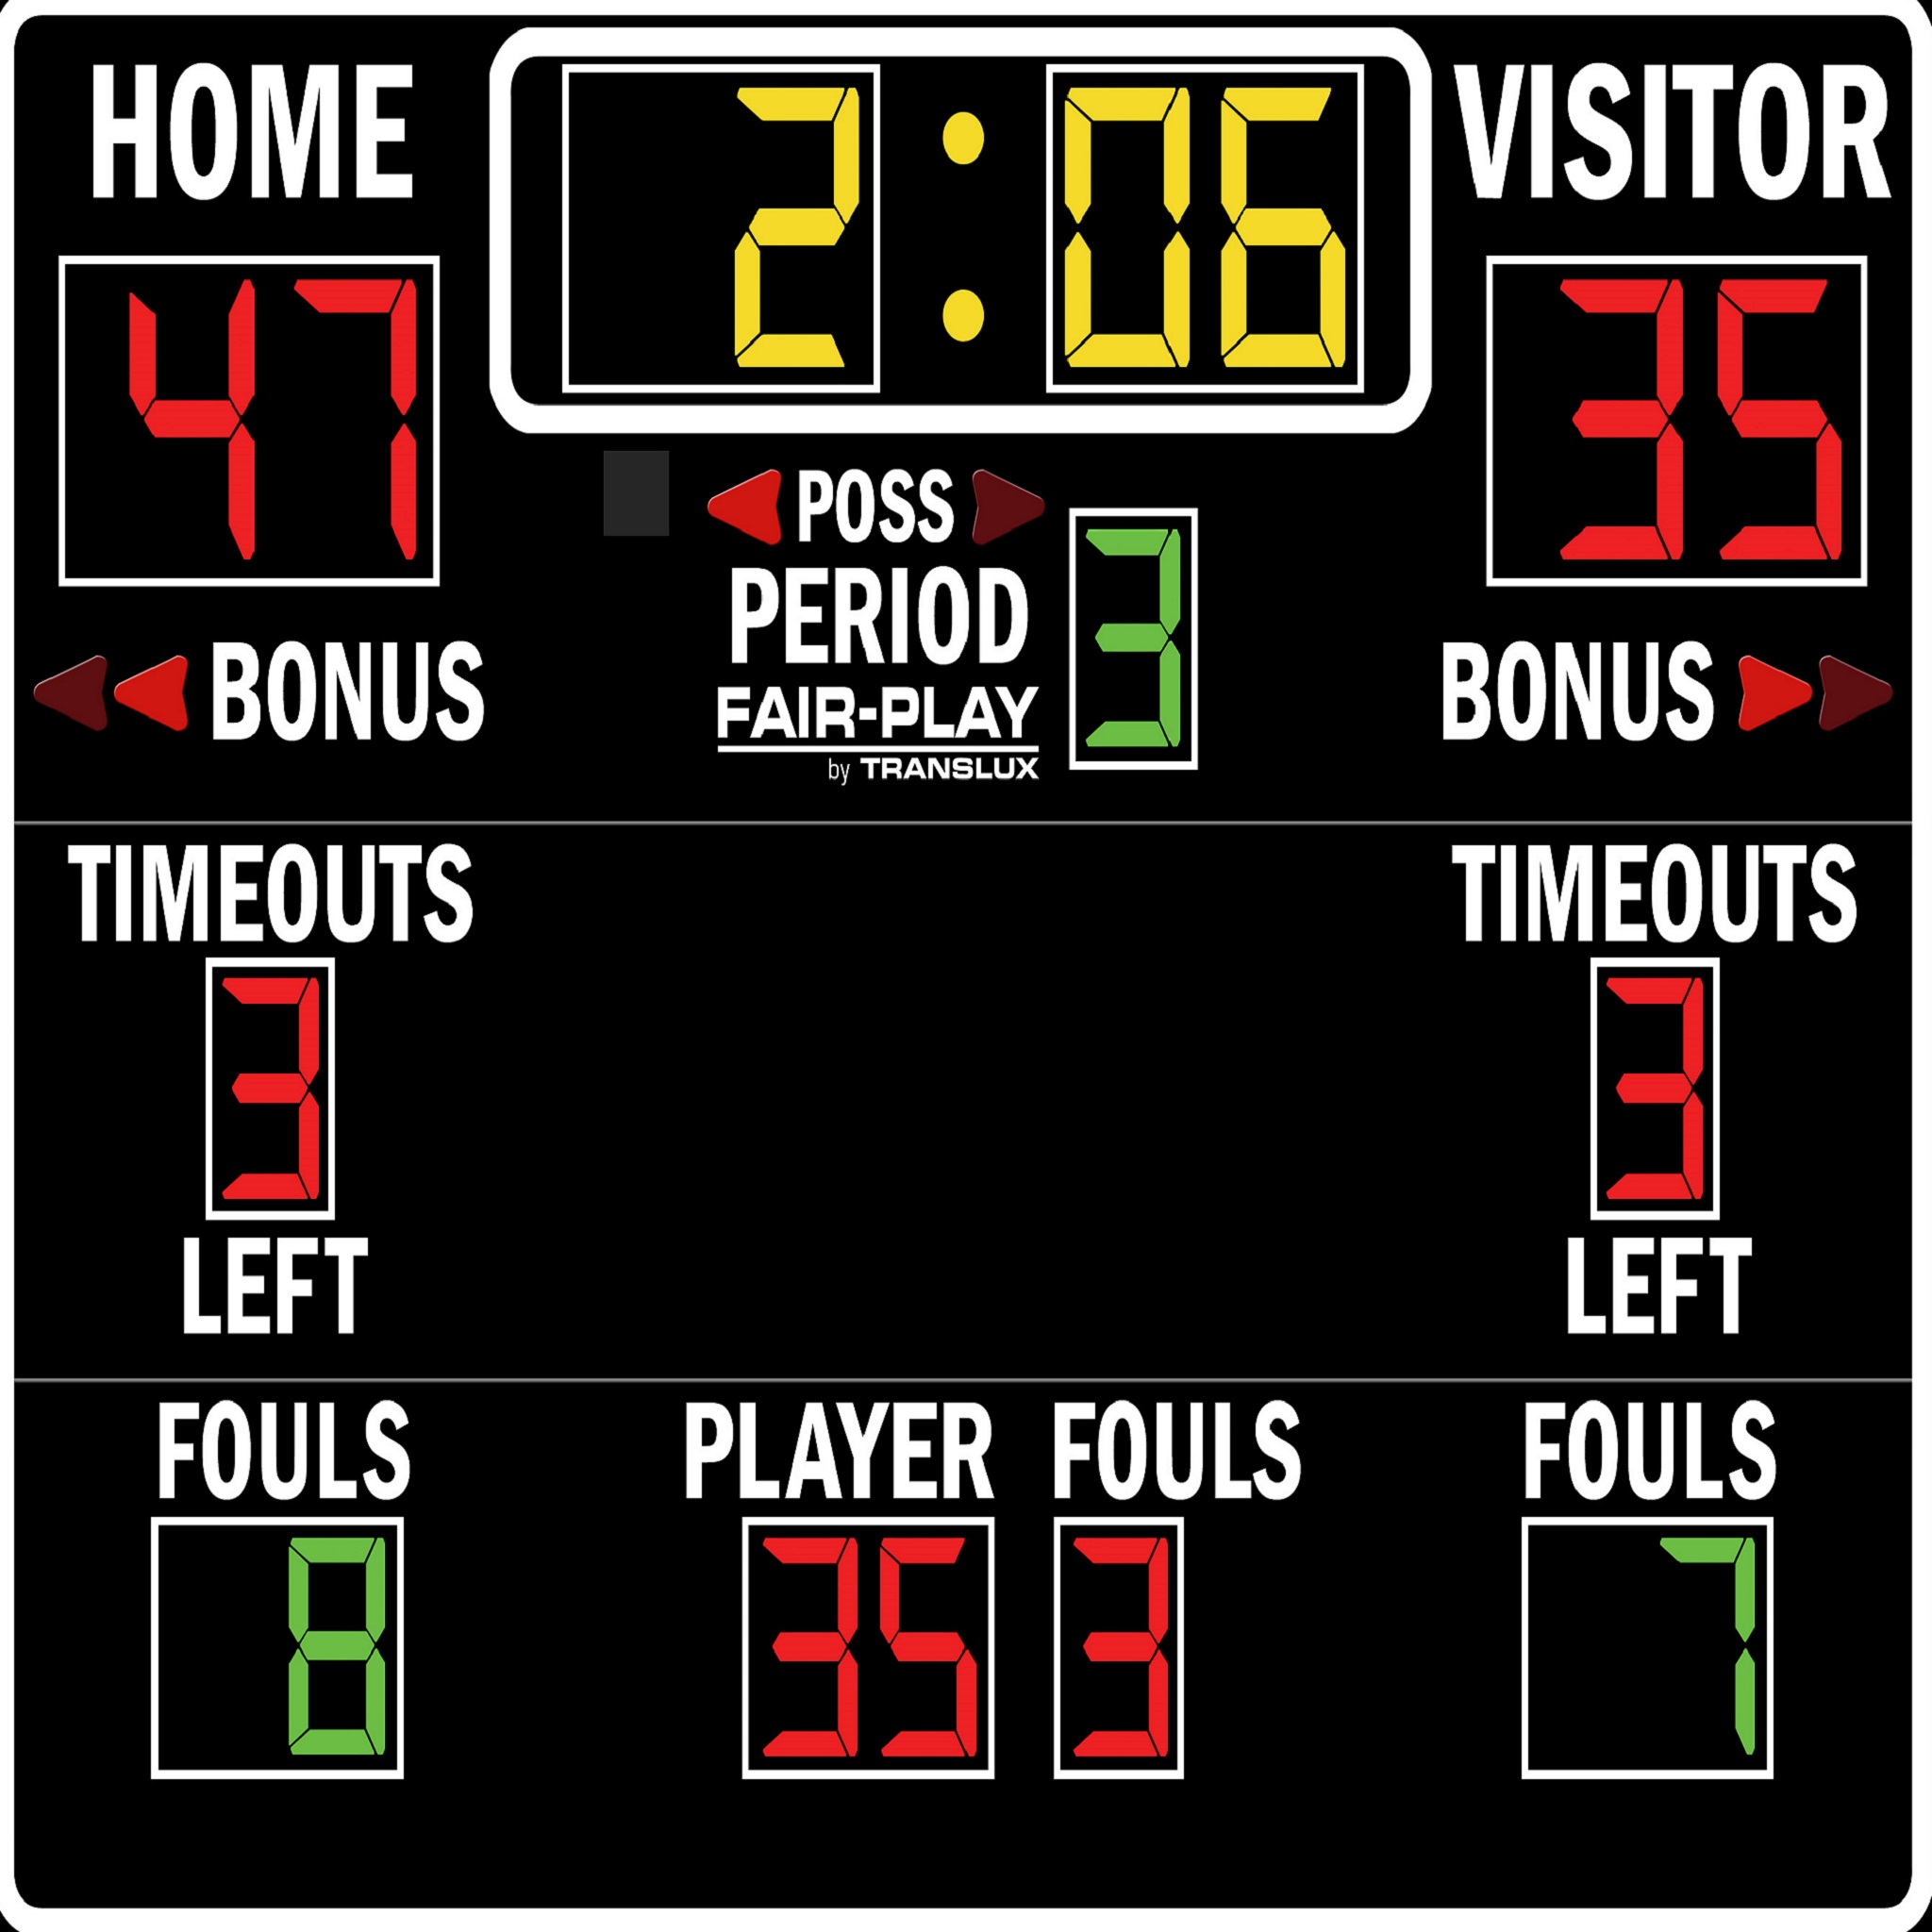 HOME 2:06 VISITOR
47 35
POSS
PERIOD 3
BONUS BONUS
FAIR-PLAY
by TRANSLUX
TIMEOUTS TIMEOUTS
3 3
LEFT LEFT
FOULS PLAYER FOULS FOULS
8 35 3 7